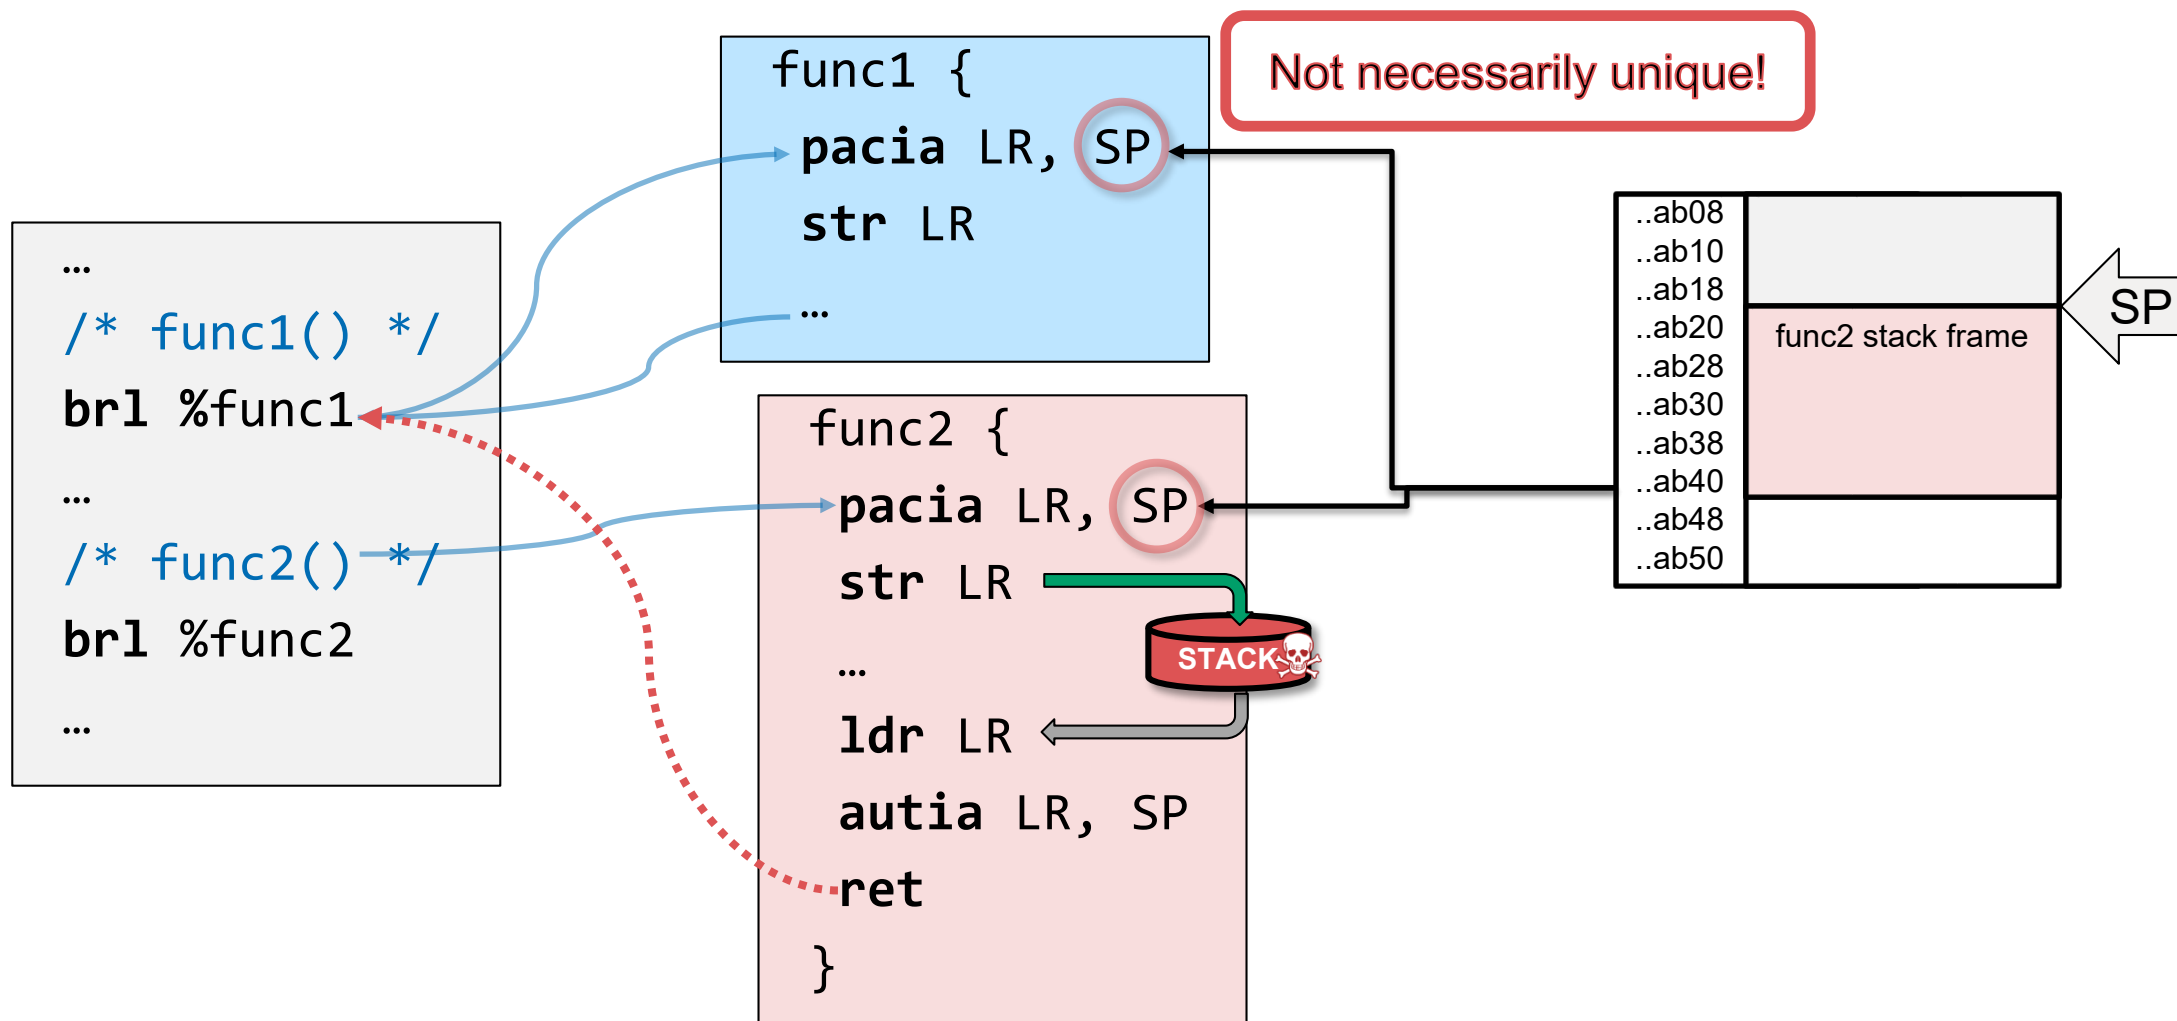 …
/* func1() */
brl %func1
…
/* func2() */
brl %func2
…
func1 {
pacia LR, SP
str LR
…
Not necessarily unique!
func2 {
pacia LR, SP
str LR
…
ldr LR
autia LR, SP
ret
}
STACK
..ab08
..ab10
..ab18
..ab20
..ab28
..ab30
..ab38
..ab40
..ab48
..ab50
func2 stack frame
SP